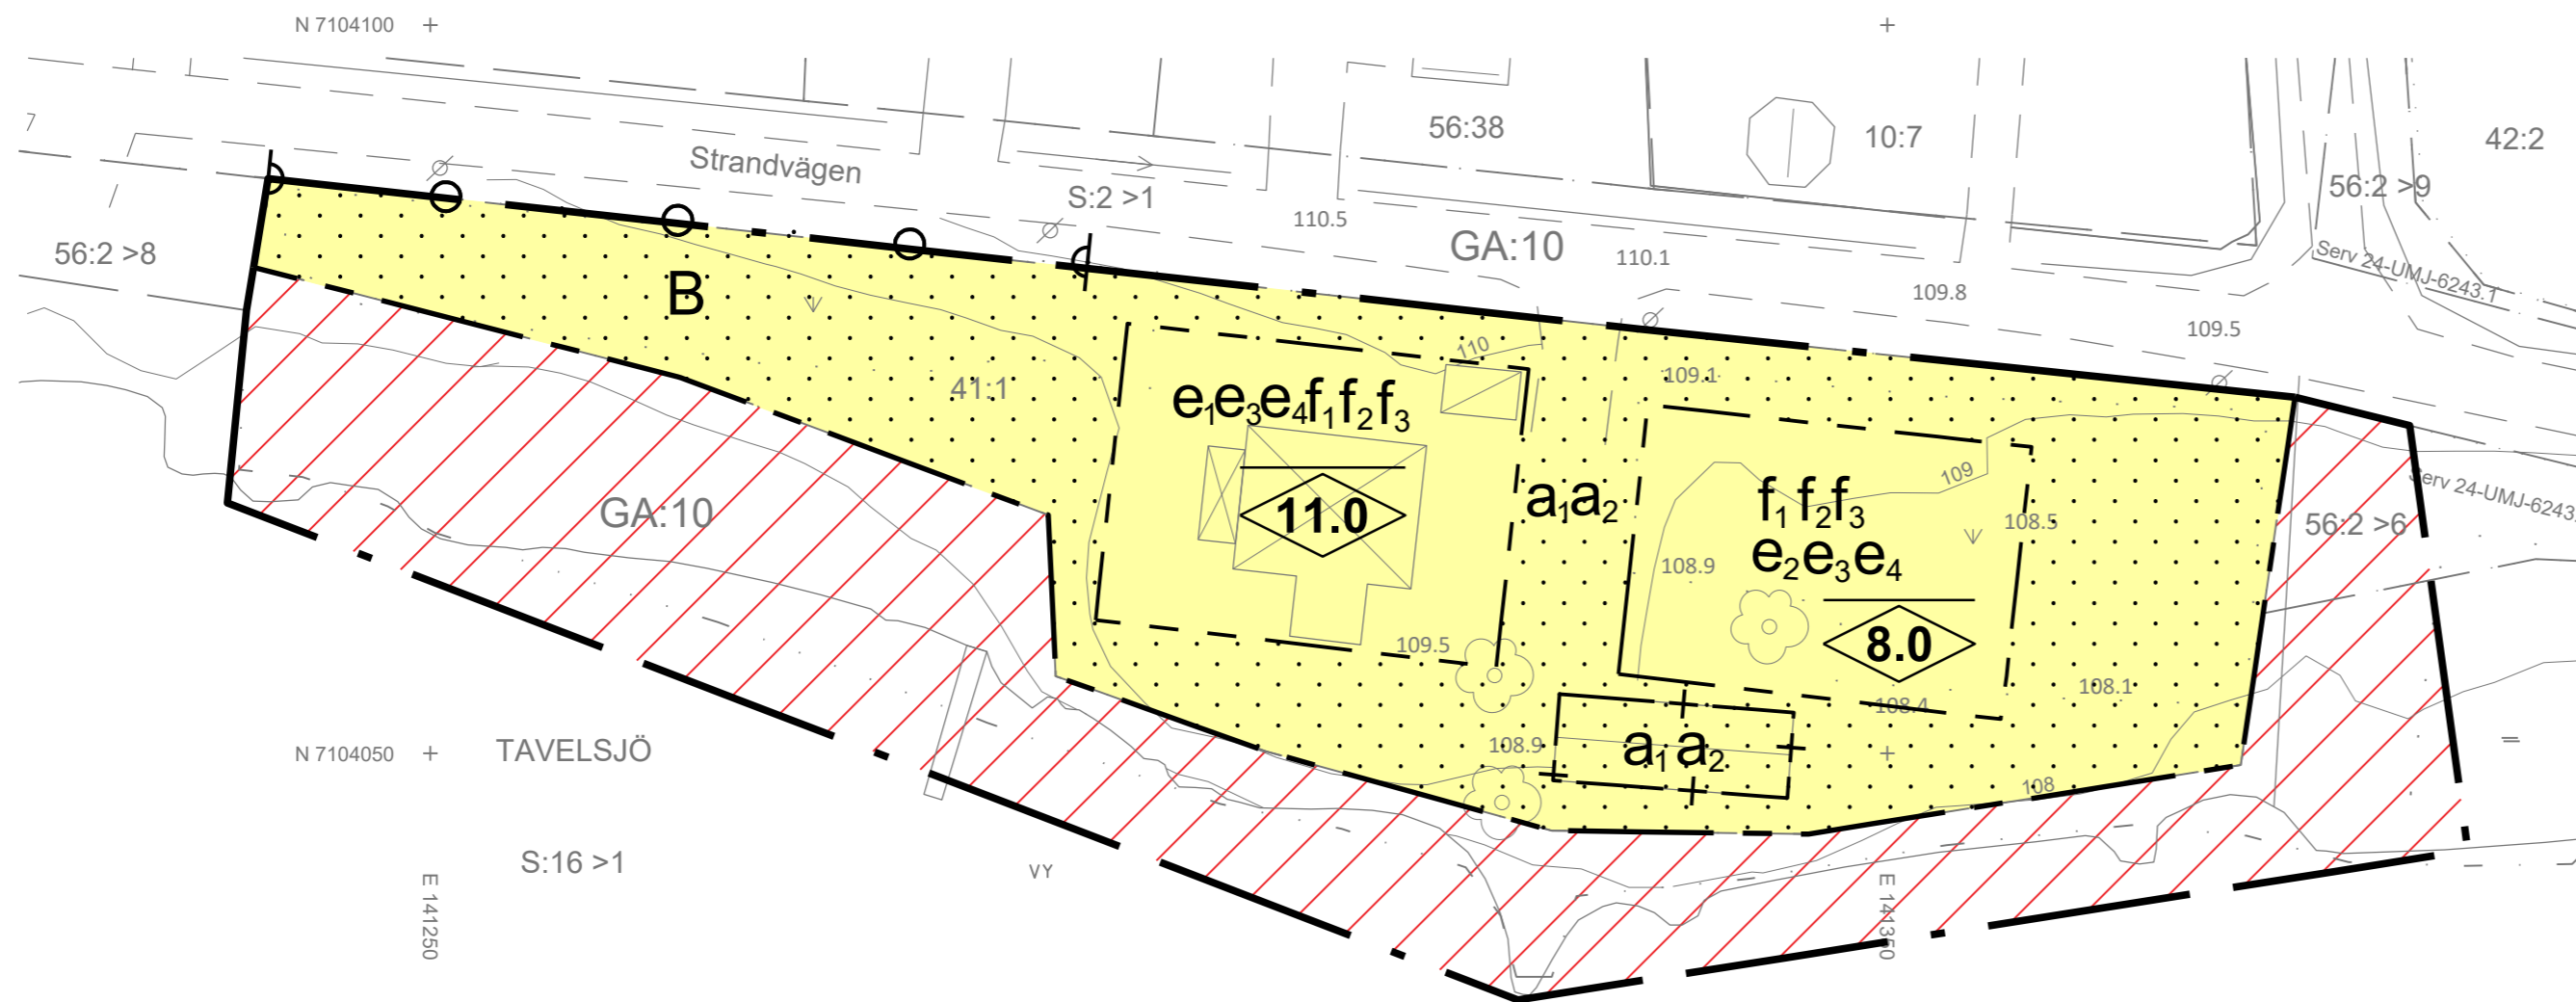 N 7104100
56:38
10:7
42:2
Strandvägen
S:2 >1
56:2 >9
110.5
GA:10
110.1
56:2 >8
Serv 24-UMJ-6243.1
109.8
B
109.5
110
109.1
41:1
e₁e₃e₄f₁f₂f₃
109
a₁a₂
f₁f₂f₃
108.5
GA:10
11.0
56:2 >6
Serv 24-UMJ-6243.
108.9
e₂e₃e₄
109.5
8.0
108.1
108.4
N 7104050
TAVELSJÖ
108.9
a₁a₂
108
S:16 >1
VY
E 141250
E 141350